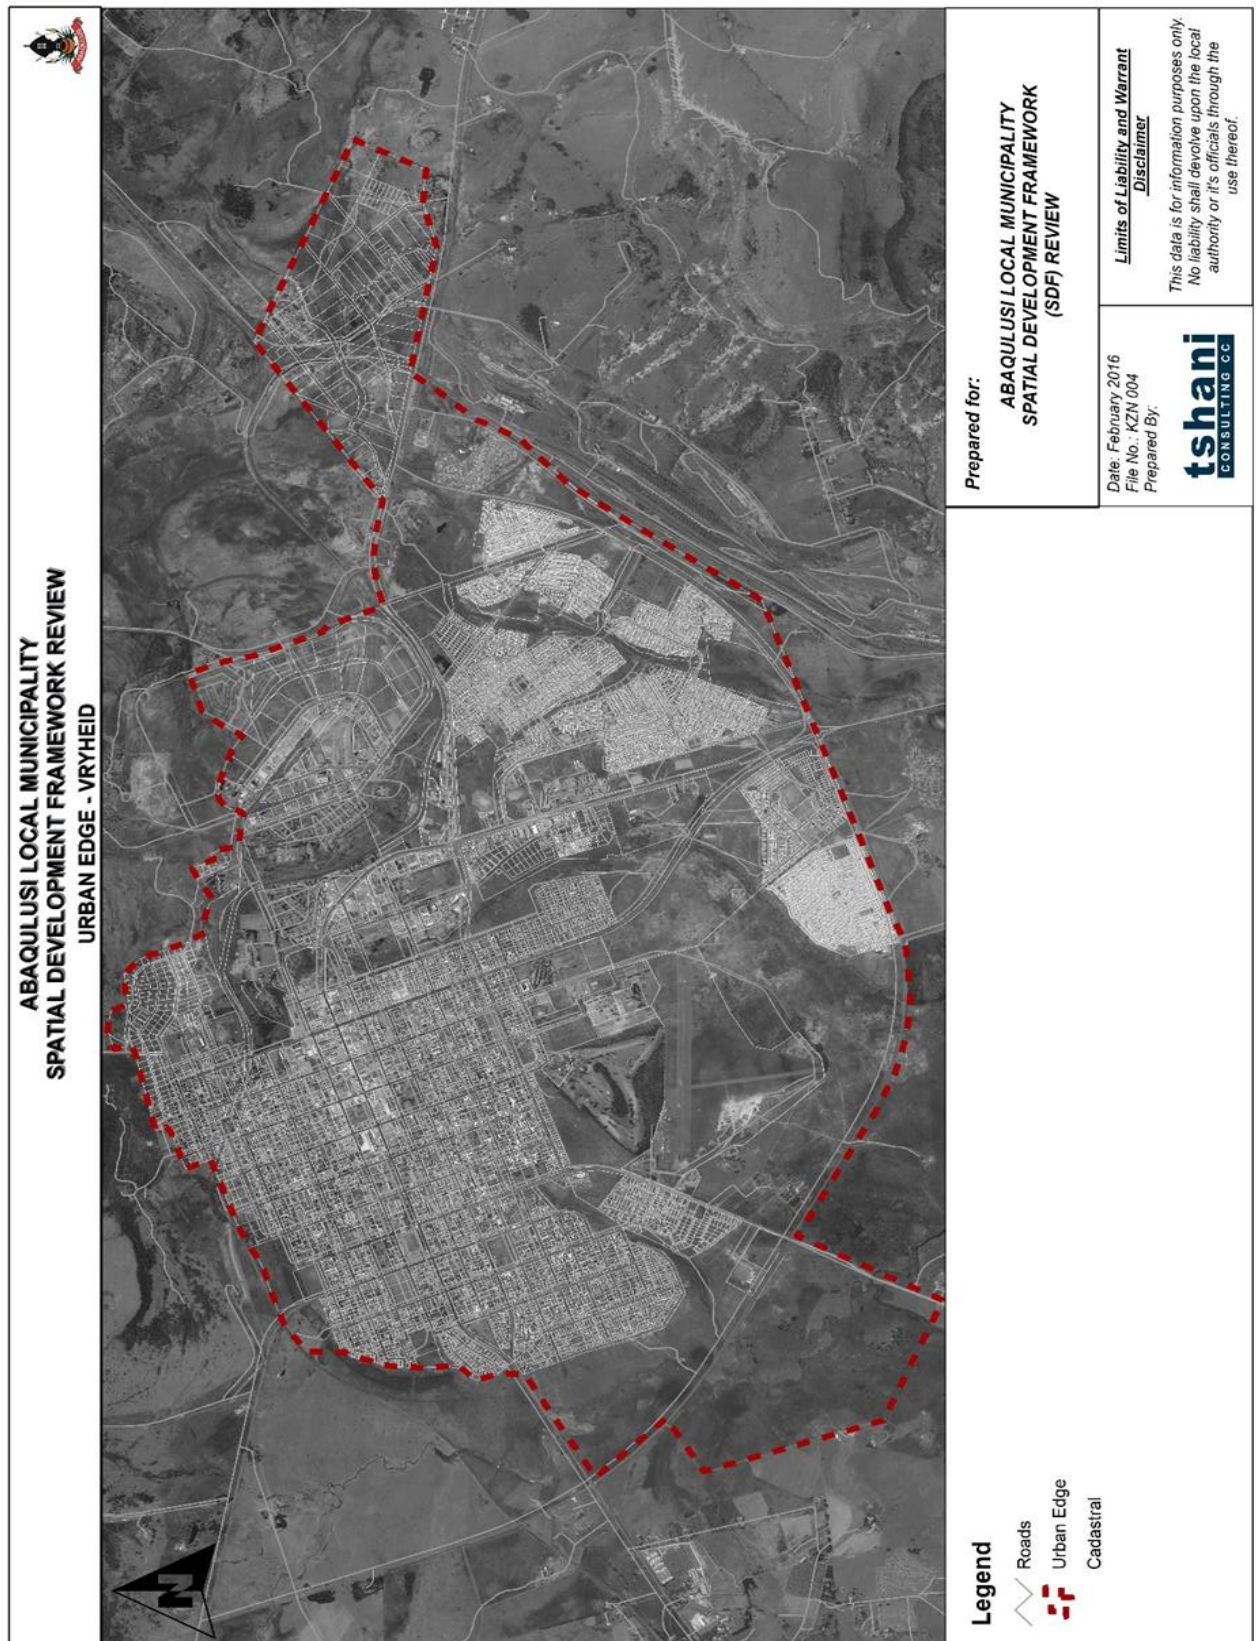 ABAQULUSI LOCAL MUNICIPALITY
SPATIAL DEVELOPMENT FRAMEWORK REVIEW
URBAN EDGE - VRYHEID
N
Legend
Roads
Urban Edge
Cadastral
Prepared for:
ABAQULUSI LOCAL MUNICIPALITY
SPATIAL DEVELOPMENT FRAMEWORK
(SDF) REVIEW
Date: February 2016
File No.: KZN 004
Prepared By:
tshani
CONSULTING CC
Limits of Liability and Warrant
Disclaimer
This data is for information purposes only.
No liability shall devolve upon the local
authority or it's officials through the
use thereof.